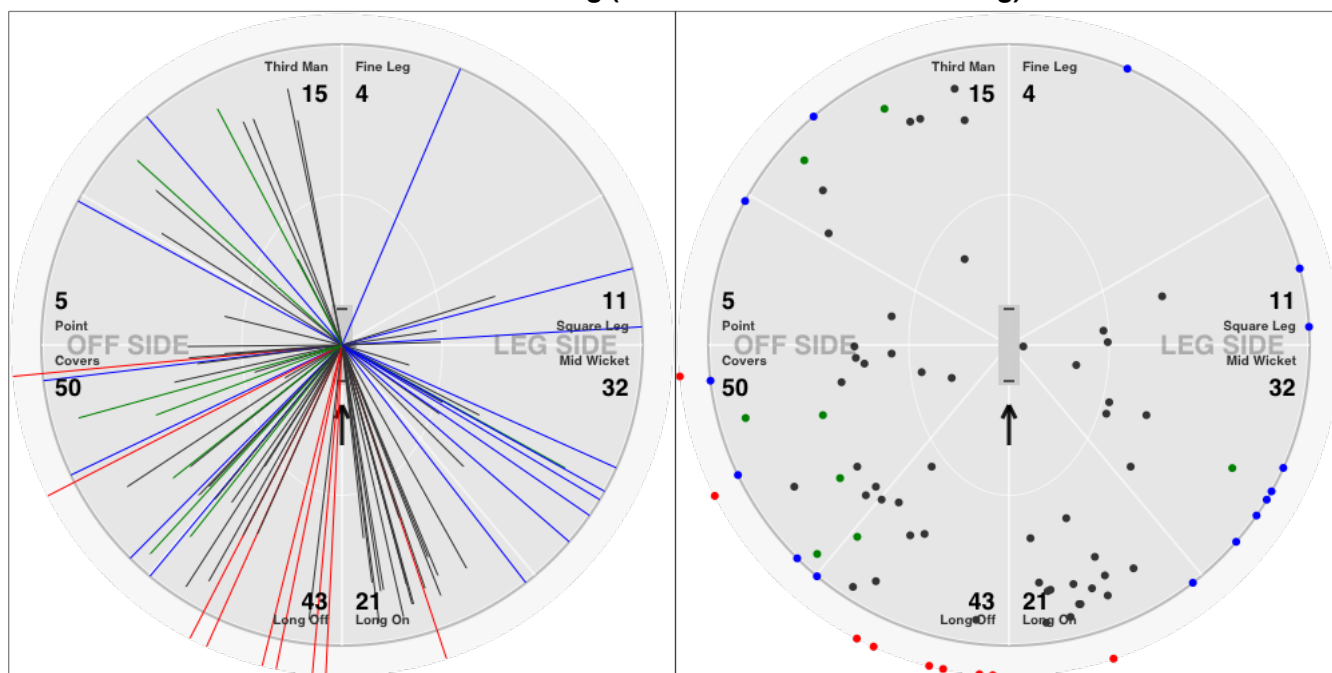 Third Man
Fine Leg
15
4
5
11
Point
Square Leg
OFF SIDE
LEG SIDE
Covers
Mid Wicket
50
32
43
21
Long Off
Long On
Third Man
Fine Leg
15
4
5
11
Point
Square Leg
OFF SIDE
LEG SIDE
Covers
Mid Wicket
50
32
43
21
Long Off
Long On